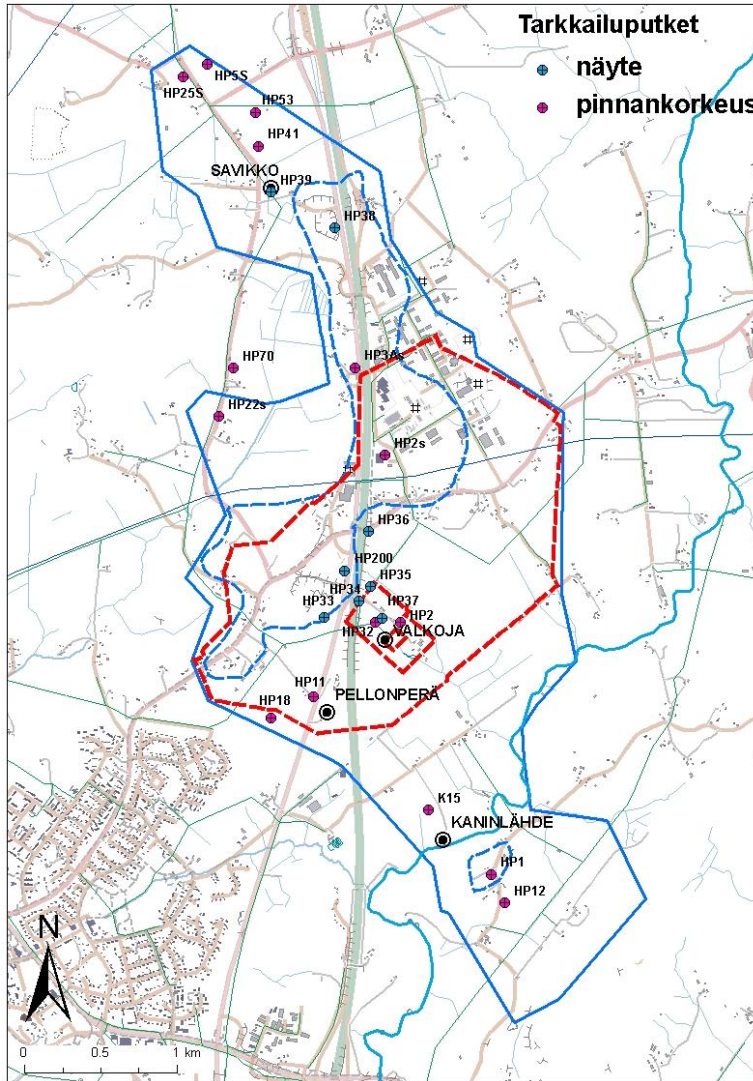 Tarkkailuputket
näyte
pinnankorkeus
HP5S
HP25S
HP53
HP41
SAVIKKO
HP39
HP38
HP70
HP3As
HP22s
HP2s
HP36
HP200
HP35
HP34
HP37
HP33
HP2
HP32
VALKOJA
HP11
PELLONPERÄ
HP18
K15
KANINLÄHDE
HP1
HP12
N
0 0.5 1 km